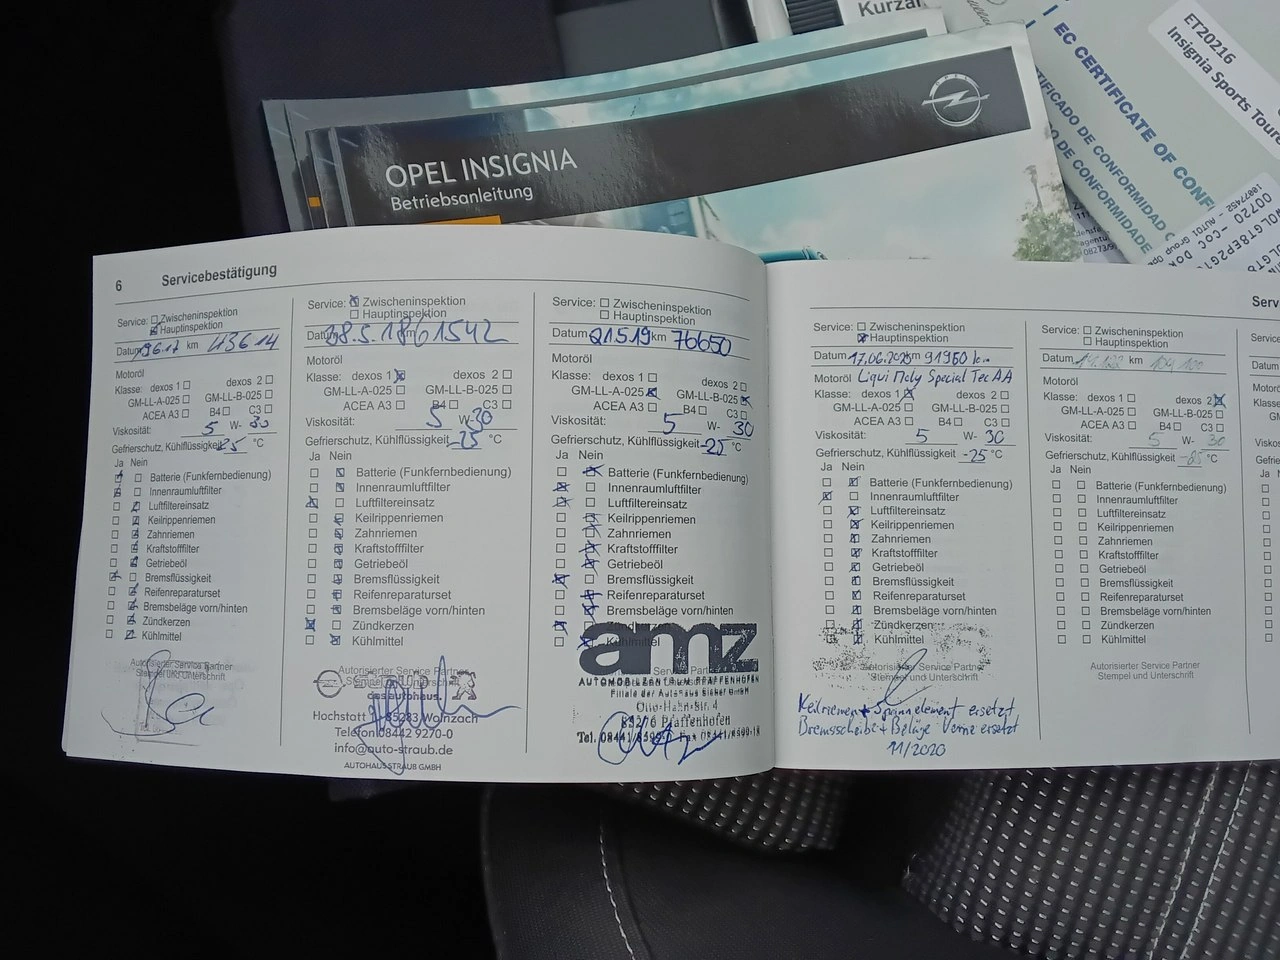 Kurzan
EC CERTIFICATE OF CONF
ET20216
Insignia Sports Toure
OPEL INSIGNIA
Betriebsanleitung
6 Servicebestätigung
Service: Zwischeninspektion
Hauptinspektion
Datum km 43614
Motoröl
Klasse: dexos 1 dexos 2
GM-LL-A-025 GM-LL-B-025
ACEA A3 B4 C3
Viskosität: 5 W- 30
Gefrierschutz, Kühlflüssigkeit -25 °C
Ja Nein
Batterie (Funkfernbedienung)
Innenraumluftfilter
Luftfiltereinsatz
Keilrippenriemen
Zahnriemen
Kraftstofffilter
Getriebeöl
Bremsflüssigkeit
Reifenreparaturset
Bremsbeläge vorn/hinten
Zündkerzen
Kühlmittel
Autorisierter Service Partner
Stempel und Unterschrift
Service: Zwischeninspektion
Hauptinspektion
Datum 28.5.18 km 61542
Motoröl
Klasse: dexos 1 dexos 2
GM-LL-A-025 GM-LL-B-025
ACEA A3 B4 C3
Viskosität: 5 W-30
Gefrierschutz, Kühlflüssigkeit -25 °C
Ja Nein
Batterie (Funkfernbedienung)
Innenraumluftfilter
Luftfiltereinsatz
Keilrippenriemen
Zahnriemen
Kraftstofffilter
Getriebeöl
Bremsflüssigkeit
Reifenreparaturset
Bremsbeläge vorn/hinten
Zündkerzen
Kühlmittel
Autorisierter Service Partner
Stempel und Unterschrift
das autohaus.
Hochstatt 1 85283 Wolnzach
Telefon 08442 9270-0
info@auto-straub.de
AUTOHAUS STRAUB GMBH
Service: Zwischeninspektion
Hauptinspektion
Datum 21.5.19 km 76650
Motoröl
Klasse: dexos 1 dexos 2
GM-LL-A-025 GM-LL-B-025
ACEA A3 B4 C3
Viskosität: 5 W- 30
Gefrierschutz, Kühlflüssigkeit -25 °C
Ja Nein
Batterie (Funkfernbedienung)
Innenraumluftfilter
Luftfiltereinsatz
Keilrippenriemen
Zahnriemen
Kraftstofffilter
Getriebeöl
Bremsflüssigkeit
Reifenreparaturset
Bremsbeläge vorn/hinten
Zündkerzen
Kühlmittel
amz
AUTOMOBILZENTRUM PFAFFENHOFEN
Filiale der Autohaus Sieber GmbH
Otto-Hahn-Str. 4
85276 Pfaffenhofen
Service: Zwischeninspektion
Hauptinspektion
Datum 17.06.2020 km 91950 km
Motoröl Liqui Moly Special Tec AA
Klasse: dexos 1 dexos 2
GM-LL-A-025 GM-LL-B-025
ACEA A3 B4 C3
Viskosität: 5 W- 30
Gefrierschutz, Kühlflüssigkeit -25 °C
Ja Nein
Batterie (Funkfernbedienung)
Innenraumluftfilter
Luftfiltereinsatz
Keilrippenriemen
Zahnriemen
Kraftstofffilter
Getriebeöl
Bremsflüssigkeit
Reifenreparaturset
Bremsbeläge vorn/hinten
Zündkerzen
Kühlmittel
Autorisierter Service Partner
Stempel und Unterschrift
Keilriemen + Spannelement ersetzt
Bremsscheibe + Beläge Vorne ersetzt
11/2020
Service: Zwischeninspektion
Hauptinspektion
Datum km
Motoröl
Klasse: dexos 1 dexos 2
GM-LL-A-025 GM-LL-B-025
ACEA A3 B4 C3
Viskosität: 5 W- 30
Gefrierschutz, Kühlflüssigkeit -25 °C
Ja Nein
Batterie (Funkfernbedienung)
Innenraumluftfilter
Luftfiltereinsatz
Keilrippenriemen
Zahnriemen
Kraftstofffilter
Getriebeöl
Bremsflüssigkeit
Reifenreparaturset
Bremsbeläge vorn/hinten
Zündkerzen
Kühlmittel
Autorisierter Service Partner
Stempel und Unterschrift
Serv
Service
Datum
Motoröl
Klasse